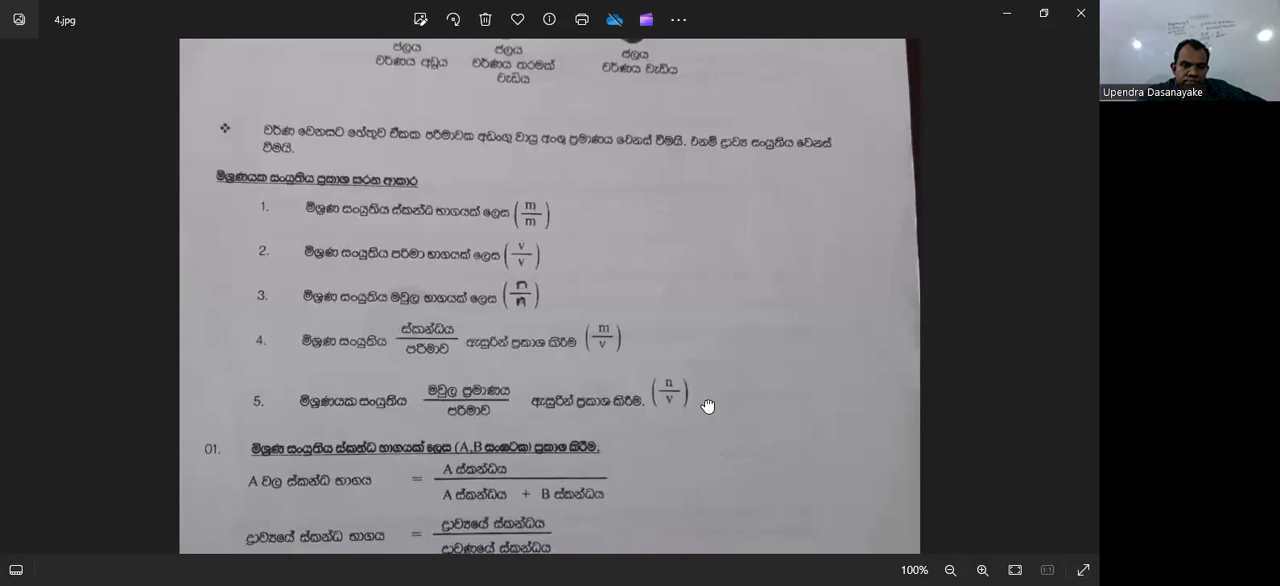 4.jpg
Upendra Dasanayake
ජලය ජලය ජලය
වර්ණය අඩුය වර්ණය තරමක් වර්ණය වැඩිය
වැඩිය
❖ වර්ණ වෙනසට හේතුව ඒකක පරිමාවක අඩංගු වායු අංශු ප්‍රමාණය වෙනස් වීමයි. එනම් ද්‍රාව්‍ය සංයුතිය වෙනස්
වීමයි.
මිශ්‍රණයක සංයුතිය ප්‍රකාශ කරන ආකාර
1. මිශ්‍රණ සංයුතිය ස්කන්ධ භාගයක් ලෙස (m/m)
2. මිශ්‍රණ සංයුතිය පරිමා භාගයක් ලෙස (v/v)
3. මිශ්‍රණ සංයුතිය මවුල භාගයක් ලෙස (n/n)
4. මිශ්‍රණ සංයුතිය ස්කන්ධය/පරිමාව ඇසුරින් ප්‍රකාශ කිරීම (m/v)
5. මිශ්‍රණයක සංයුතිය මවුල ප්‍රමාණය/පරිමාව ඇසුරින් ප්‍රකාශ කිරීම. (n/v)
01. මිශ්‍රණ සංයුතිය ස්කන්ධ භාගයක් ලෙස (A,B සංඝටක) ප්‍රකාශ කිරීම.
A වල ස්කන්ධ භාගය = A ස්කන්ධය / A ස්කන්ධය + B ස්කන්ධය
ද්‍රාව්‍යයේ ස්කන්ධ භාගය = ද්‍රාව්‍යයේ ස්කන්ධය / ද්‍රාවණයේ ස්කන්ධය
100%